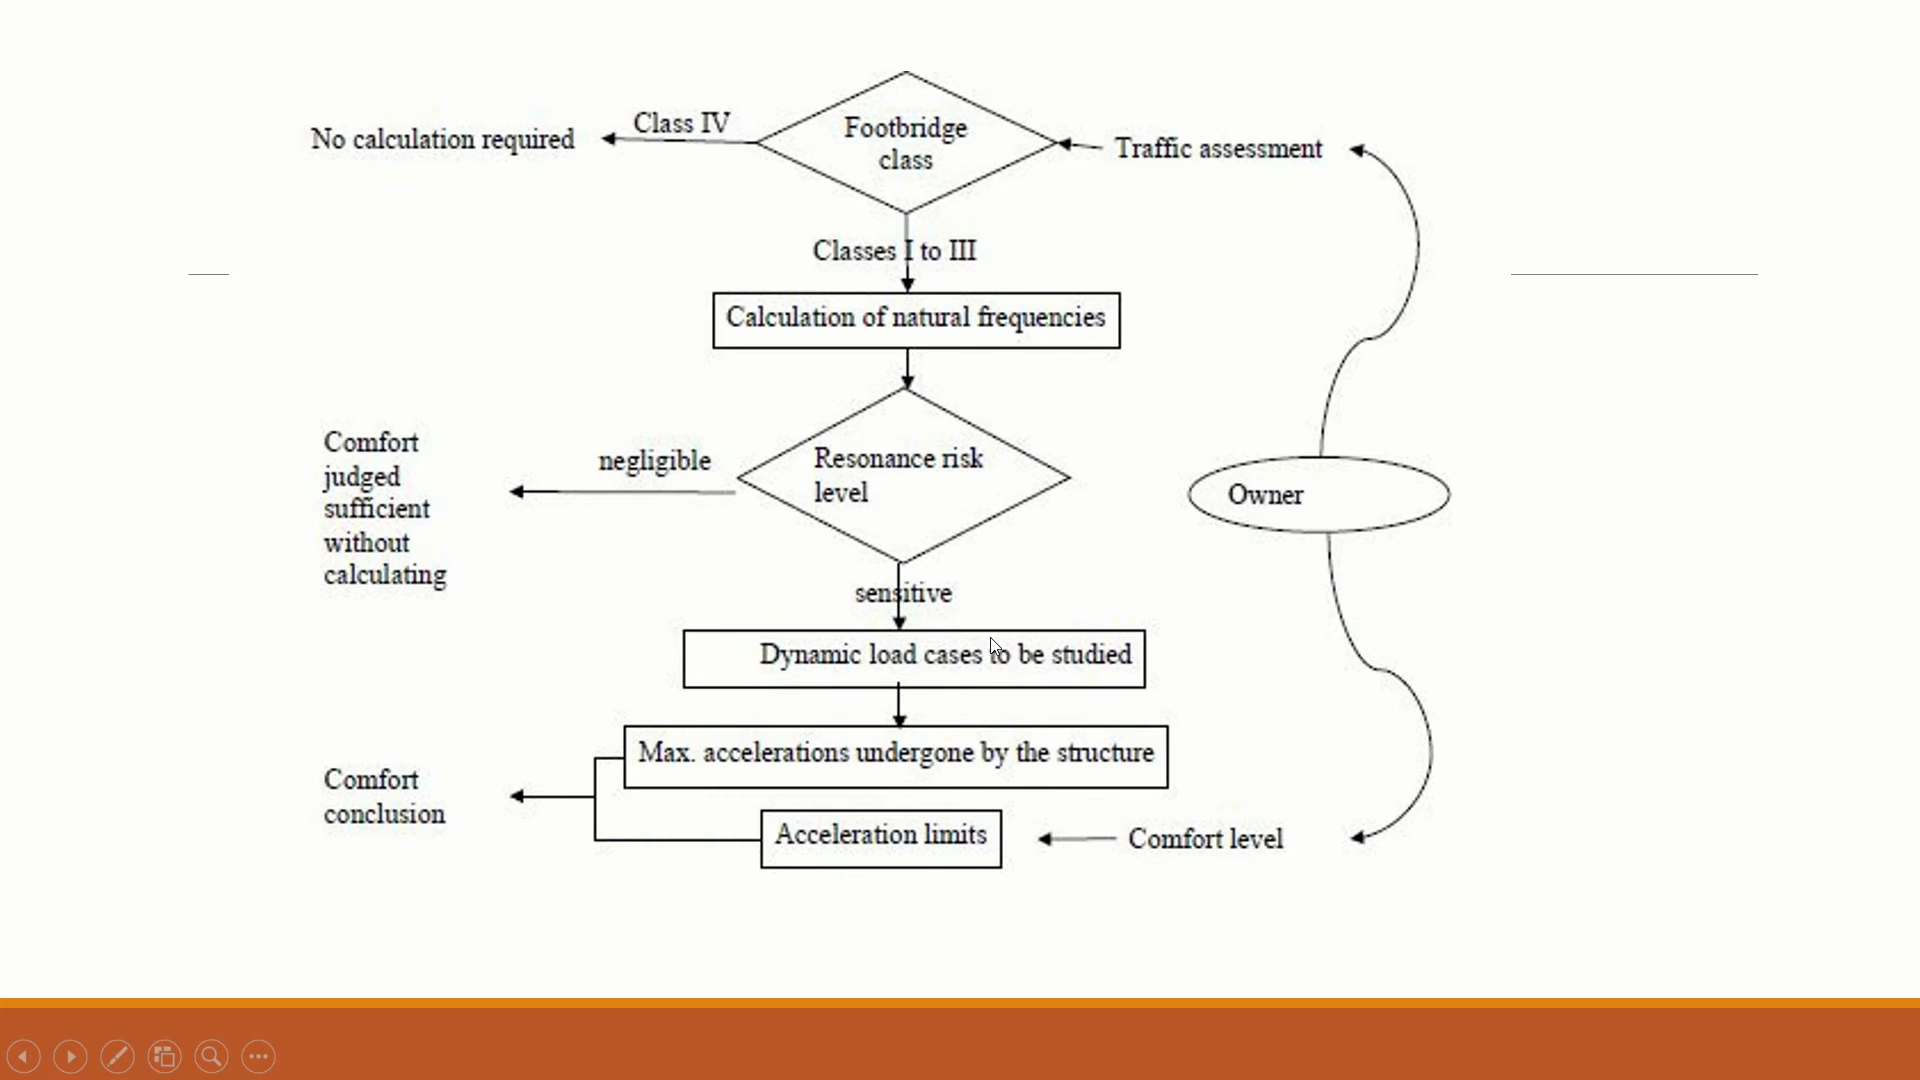 Footbridge
class
No calculation required
Class IV
Traffic assessment
Classes I to III
Calculation of natural frequencies
Comfort
judged
sufficient
without
calculating
negligible
Resonance risk
level
Owner
sensitive
Dynamic load cases to be studied
Max. accelerations undergone by the structure
Comfort
conclusion
Acceleration limits
Comfort level